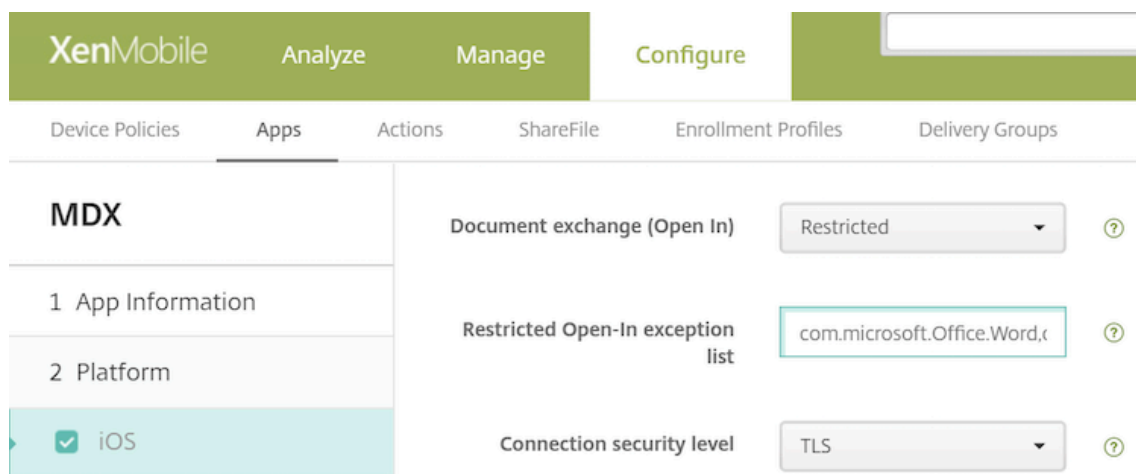 XenMobile Analyze Manage Configure
Device Policies Apps Actions ShareFile Enrollment Profiles Delivery Groups
MDX
1 App Information
2 Platform
iOS
Document exchange (Open In) Restricted
Restricted Open-In exception
list
com.microsoft.Office.Word,
Connection security level TLS